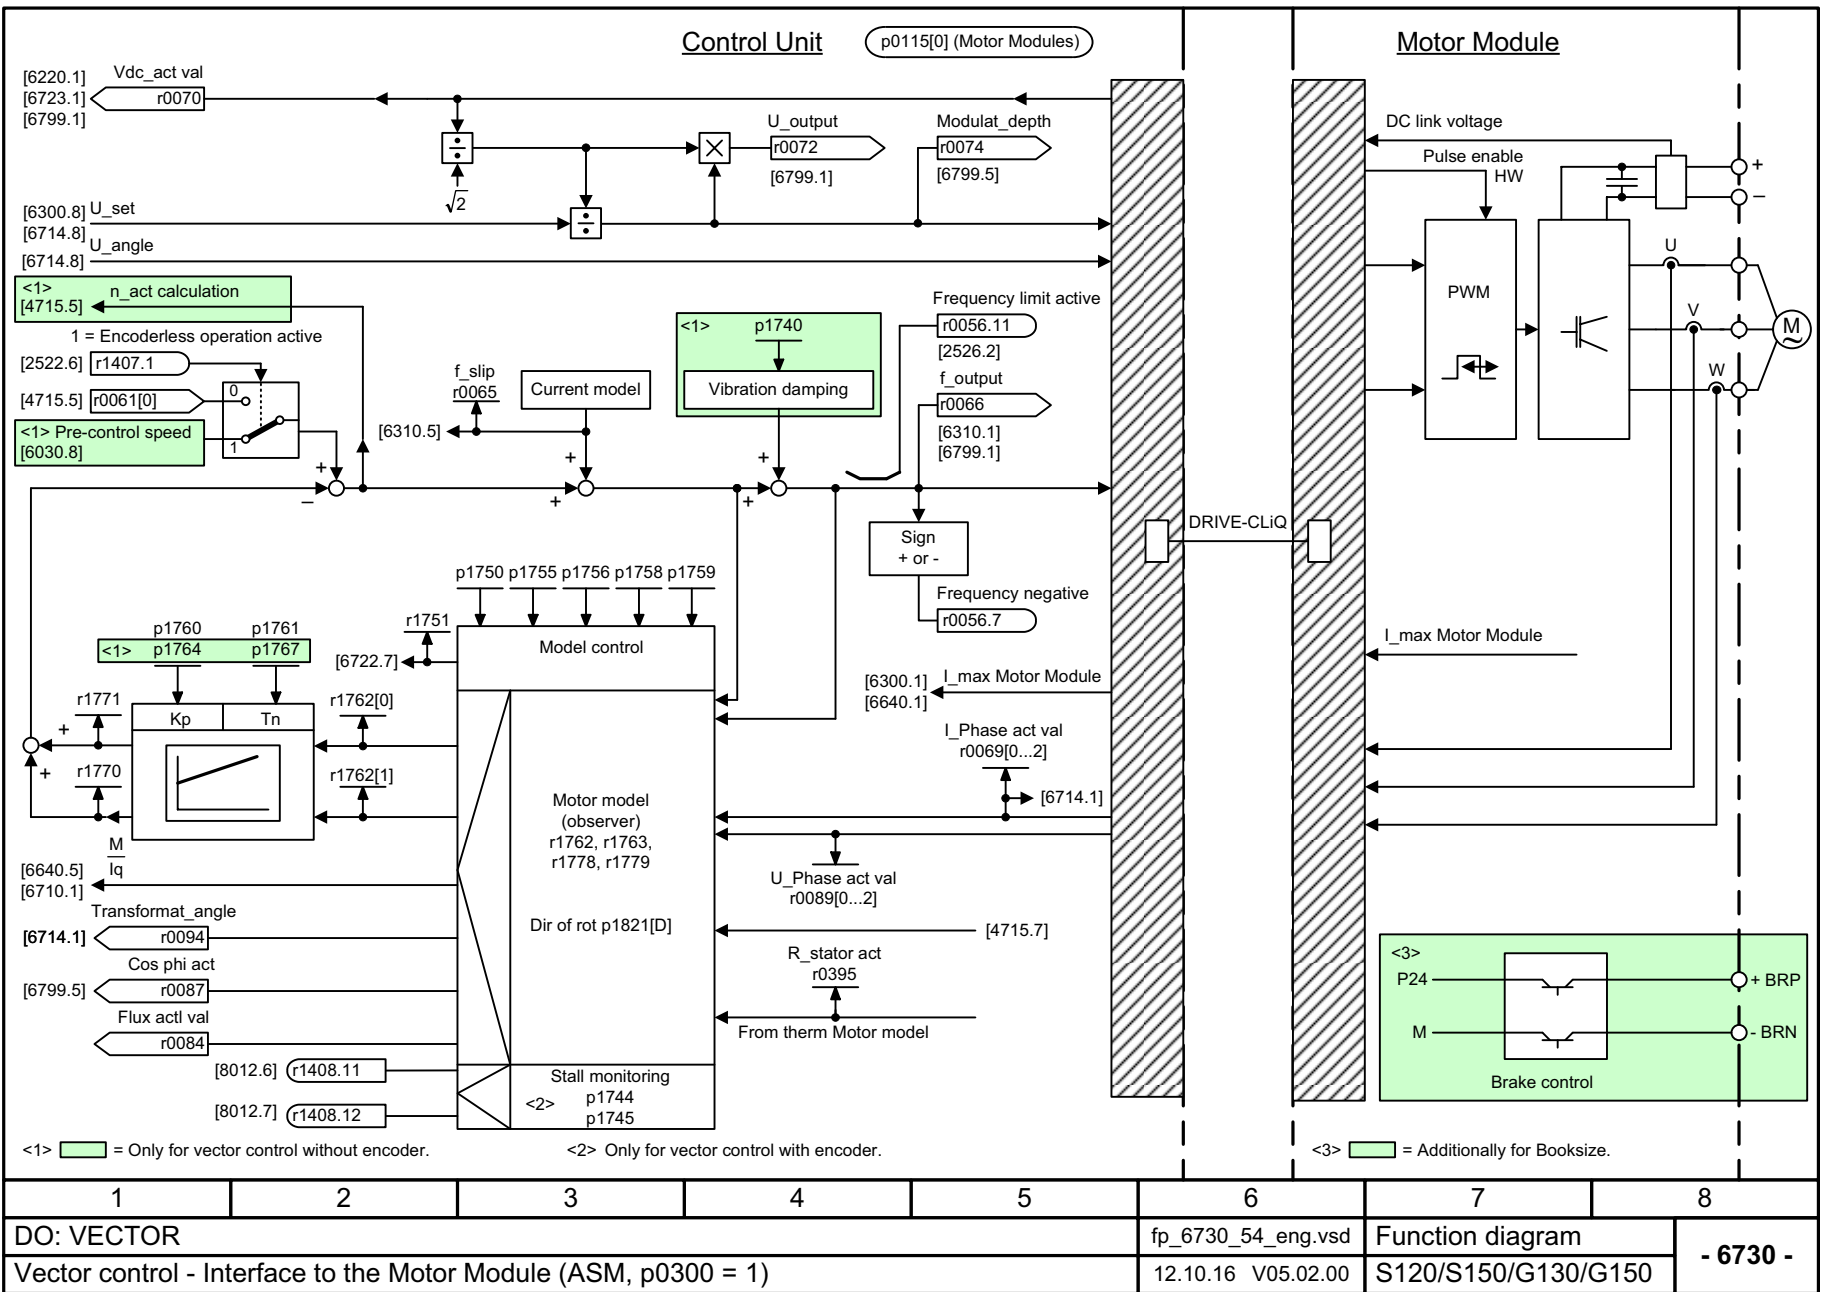 Control Unit
p0115[0] (Motor Modules)
Motor Module
[6220.1]
[6723.1]
[6799.1]
Vdc_act val
r0070
÷
√2
×
U_output
r0072
[6799.1]
Modulat_depth
r0074
[6799.5]
DC link voltage
Pulse enable
HW
+
–
[6300.8]
[6714.8]
U_set
÷
U_angle
[6714.8]
<1>
[4715.5]
n_act calculation
1 = Encoderless operation active
[2522.6]
r1407.1
[4715.5]
r0061[0]
<1> Pre-control speed
[6030.8]
0
1
f_slip
r0065
[6310.5]
Current model
<1>
p1740
Vibration damping
Frequency limit active
r0056.11
[2526.2]
f_output
r0066
[6310.1]
[6799.1]
PWM
U
V
W
M
~
+
–
+
+
+
+
Sign
+ or -
Frequency negative
r0056.7
DRIVE-CLiQ
p1750 p1755 p1756 p1758 p1759
r1751
[6722.7]
Model control
p1760
p1761
<1>
p1764
p1767
r1771
Kp
Tn
r1762[0]
+
+
r1770
r1762[1]
[6300.1]
[6640.1]
I_max Motor Module
I_max Motor Module
I_Phase act val
r0069[0...2]
[6714.1]
Motor model
(observer)
r1762, r1763,
r1778, r1779
Dir of rot p1821[D]
U_Phase act val
r0089[0...2]
M
Iq
[6640.5]
[6710.1]
Transformat_angle
[6714.1]
r0094
Cos phi act
[6799.5]
r0087
Flux actl val
r0084
[4715.7]
R_stator act
r0395
From therm Motor model
[8012.6]
r1408.11
[8012.7]
r1408.12
Stall monitoring
<2>
p1744
p1745
<3>
P24
M
+ BRP
- BRN
Brake control
<1>
= Only for vector control without encoder.
<2> Only for vector control with encoder.
<3>
= Additionally for Booksize.
1
2
3
4
5
6
7
8
DO: VECTOR
fp_6730_54_eng.vsd
Function diagram
- 6730 -
Vector control - Interface to the Motor Module (ASM, p0300 = 1)
12.10.16 V05.02.00
S120/S150/G130/G150